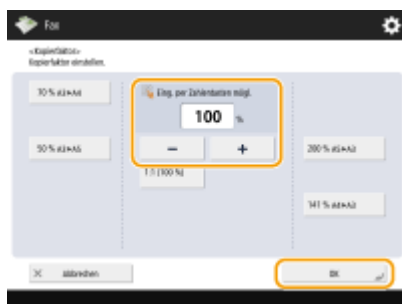 Fax
<Kopierfaktor>
Kopierfaktor einstellen.
70 % A3➔A4
Eing. per Zahlentasten mögl.
100 %
50 % A3➔A5
− +
200 % A5➔A3
1:1 (100 %)
141 % A4➔A3
× Abbrechen
OK